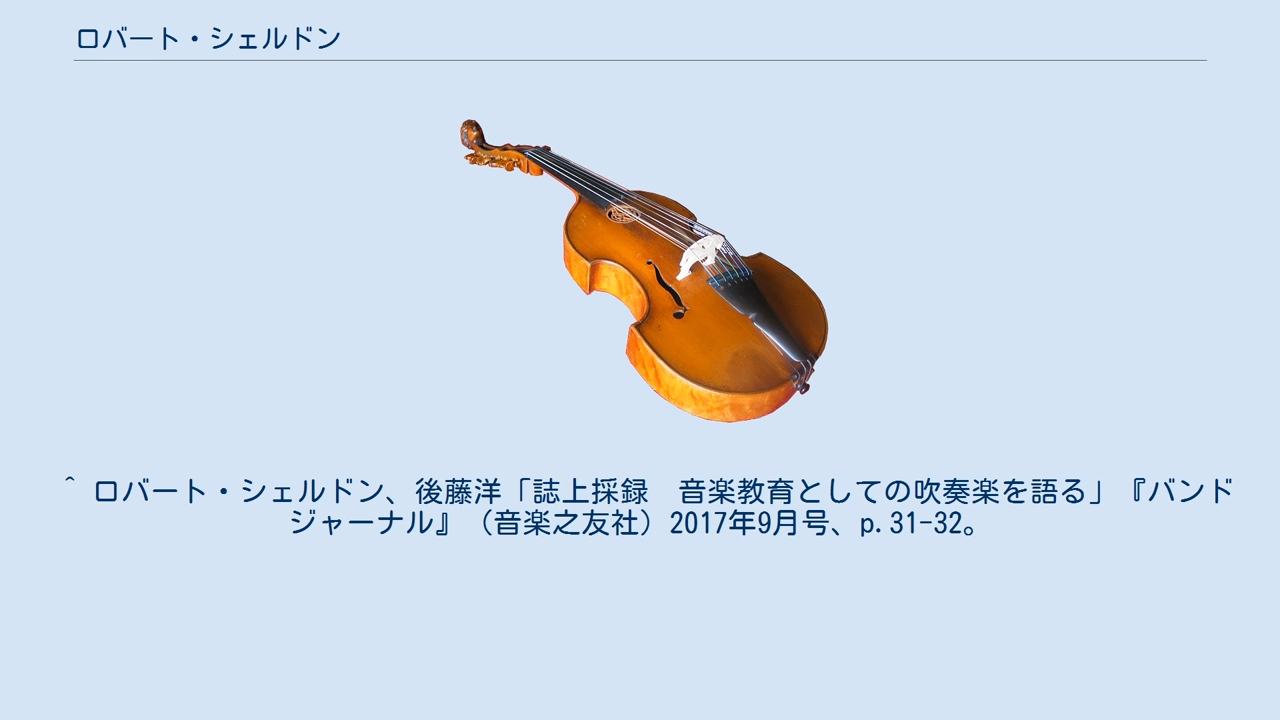 ロバート・シェルドン
^ ロバート・シェルドン、後藤洋「誌上採録　音楽教育としての吹奏楽を語る」『バンド
ジャーナル』（音楽之友社）2017年9月号、p.31-32。